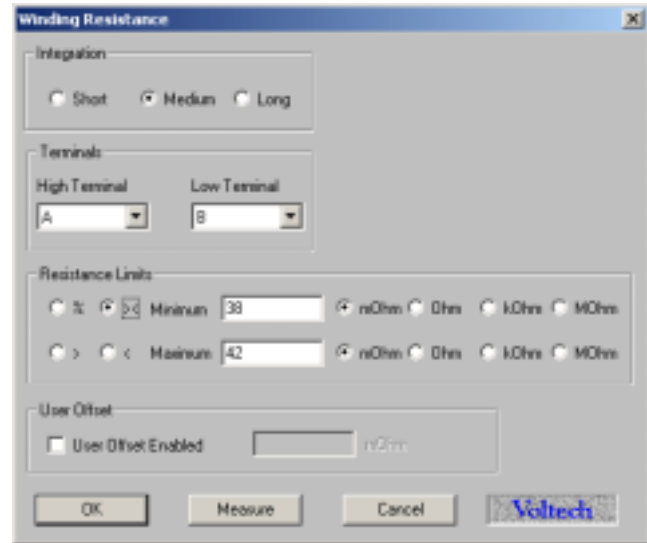 Winding Resistance
Integration
Short Medium Long
Terminals
High Terminal Low Terminal
A B
Resistance Limits
% >< Minimum 38 mOhm Ohm kOhm MOhm
> < Maximum 42 mOhm Ohm kOhm MOhm
User Offset
User Offset Enabled mOhm
OK Measure Cancel Voltech